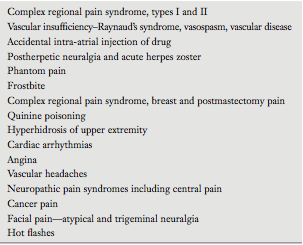 Complex regional pain syndrome, types I and II
Vascular insufficiency–Raynaud's syndrome, vasospasm, vascular disease
Accidental intra-atrial injection of drug
Postherpetic neuralgia and acute herpes zoster
Phantom pain
Frostbite
Complex regional pain syndrome, breast and postmastectomy pain
Quinine poisoning
Hyperhidrosis of upper extremity
Cardiac arrhythmias
Angina
Vascular headaches
Neuropathic pain syndromes including central pain
Cancer pain
Facial pain—atypical and trigeminal neuralgia
Hot flashes